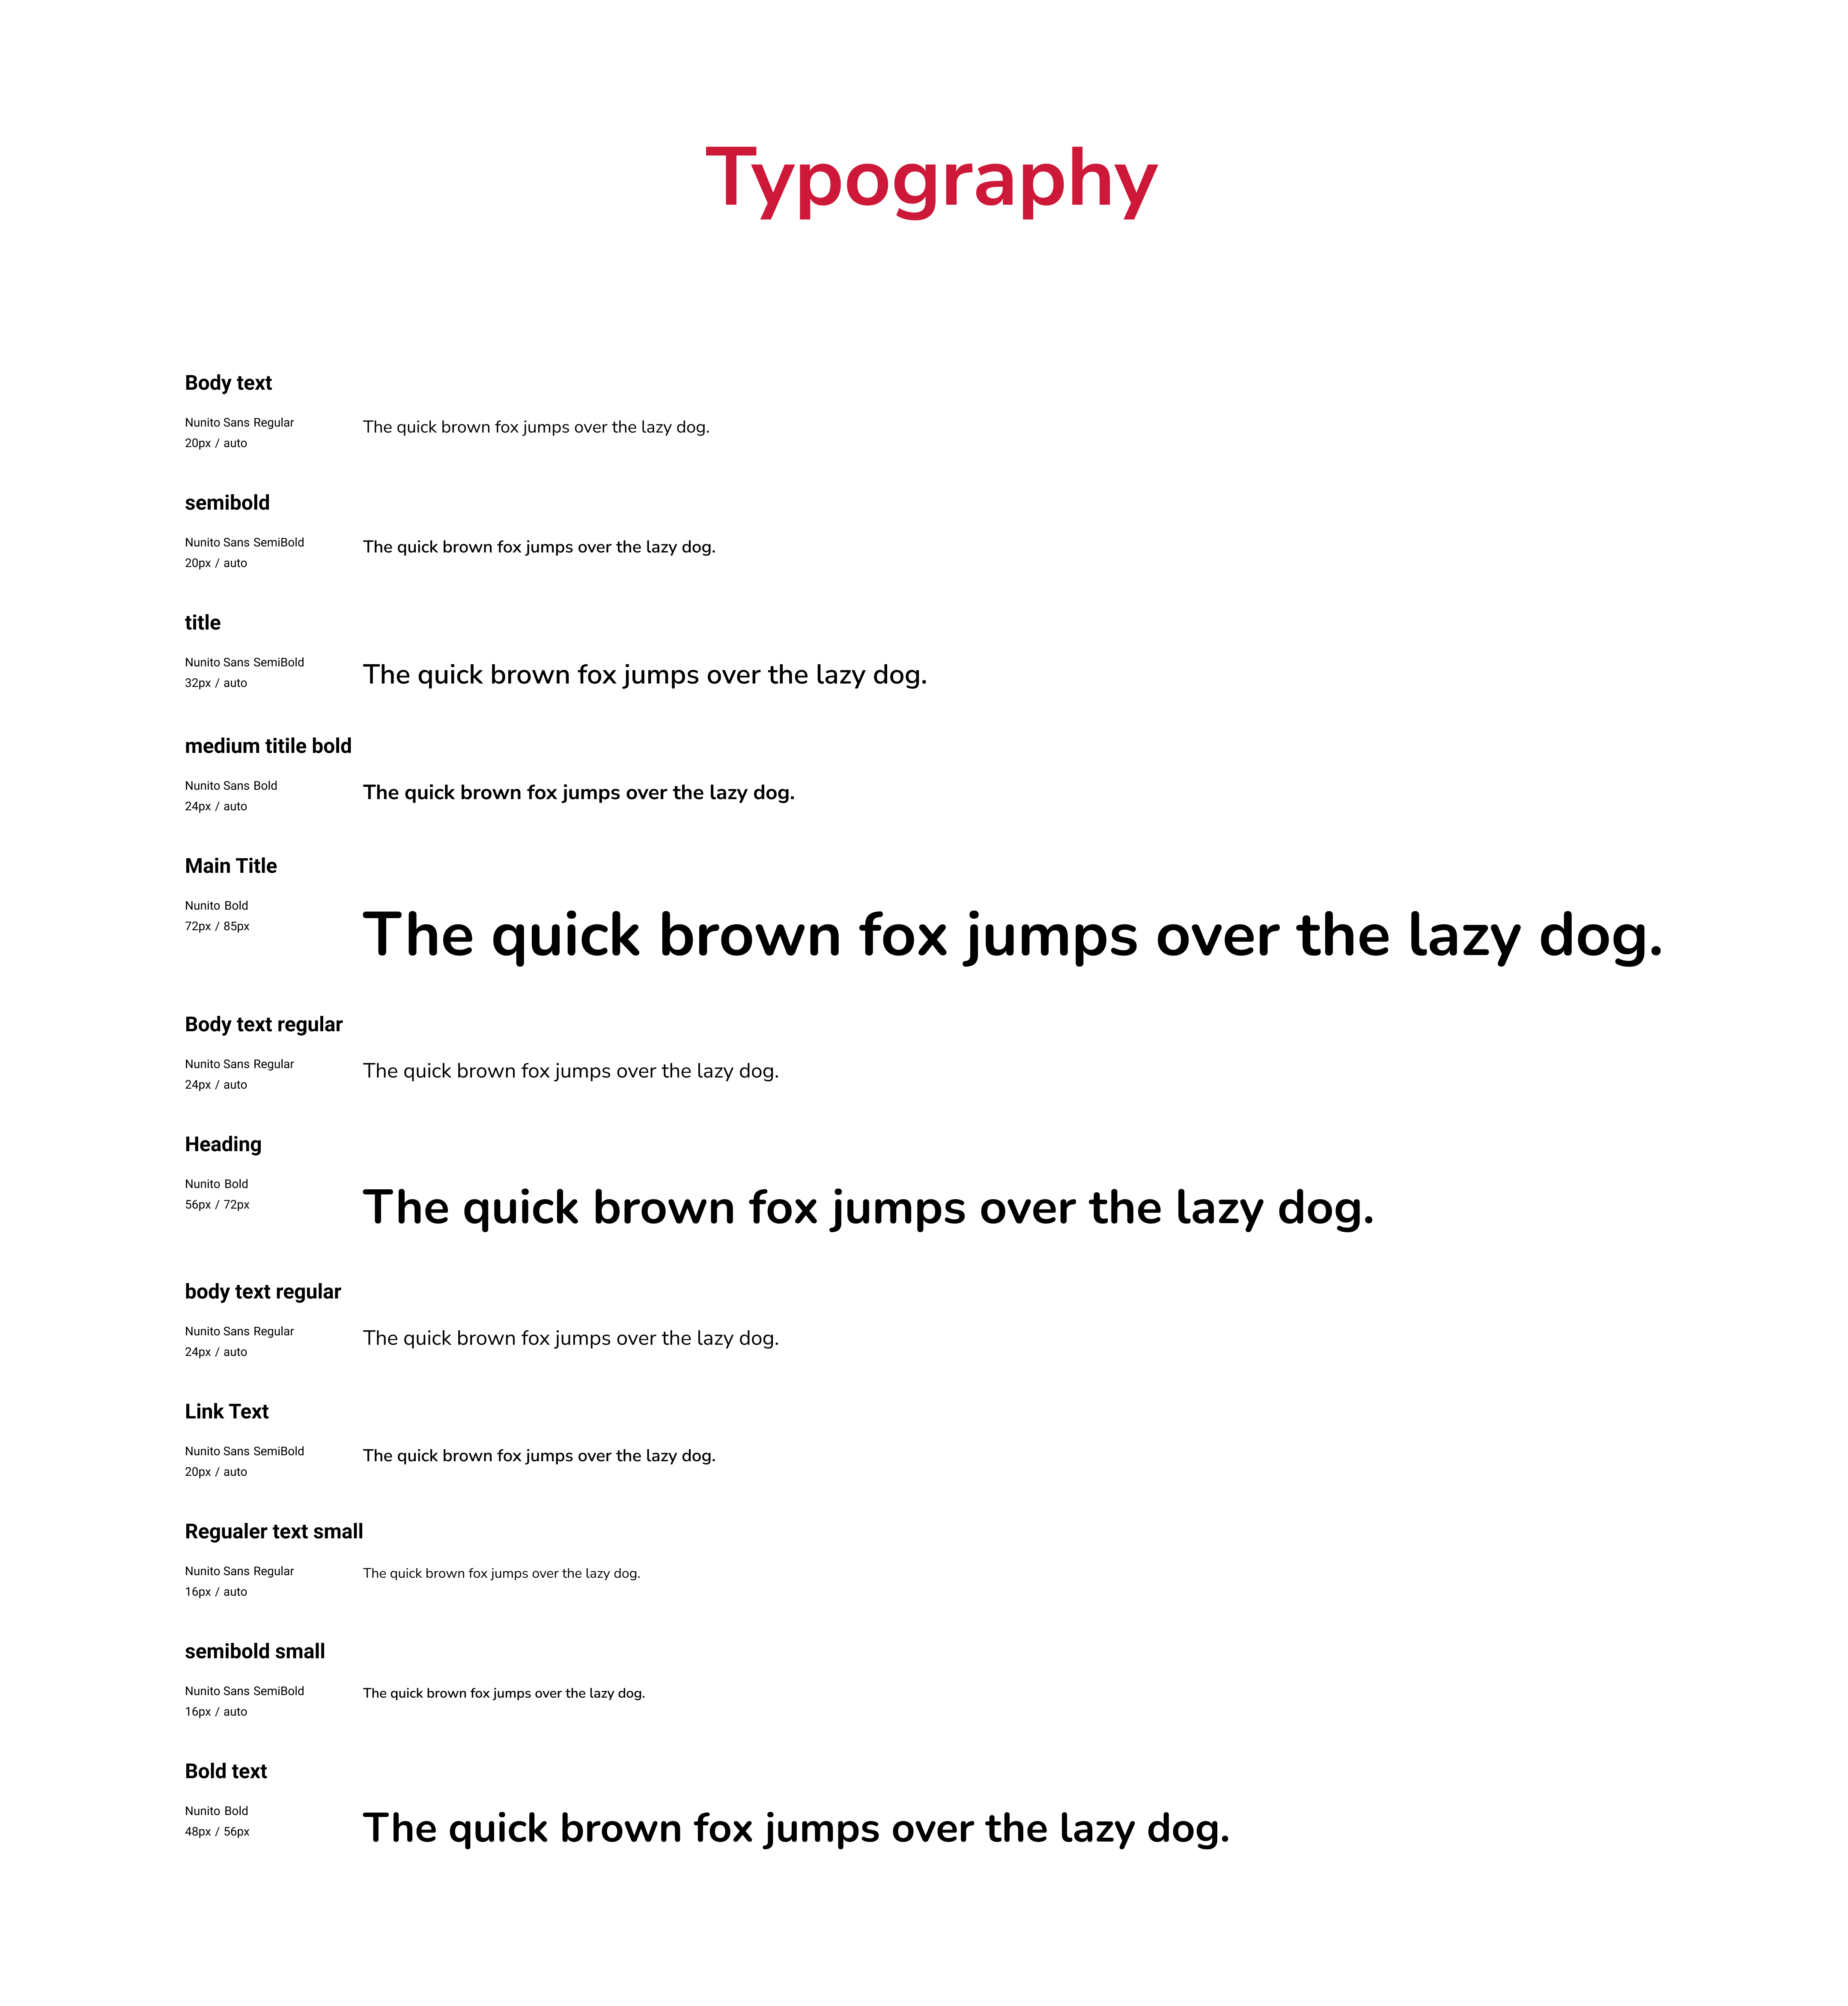 Typography
Body text
Nunito Sans Regular
20px / auto
The quick brown fox jumps over the lazy dog.
semibold
Nunito Sans SemiBold
20px / auto
The quick brown fox jumps over the lazy dog.
title
Nunito Sans SemiBold
32px / auto
The quick brown fox jumps over the lazy dog.
medium titile bold
Nunito Sans Bold
24px / auto
The quick brown fox jumps over the lazy dog.
Main Title
Nunito Bold
72px / 85px
The quick brown fox jumps over the lazy dog.
Body text regular
Nunito Sans Regular
24px / auto
The quick brown fox jumps over the lazy dog.
Heading
Nunito Bold
56px / 72px
The quick brown fox jumps over the lazy dog.
body text regular
Nunito Sans Regular
24px / auto
The quick brown fox jumps over the lazy dog.
Link Text
Nunito Sans SemiBold
20px / auto
The quick brown fox jumps over the lazy dog.
Regualer text small
Nunito Sans Regular
16px / auto
The quick brown fox jumps over the lazy dog.
semibold small
Nunito Sans SemiBold
16px / auto
The quick brown fox jumps over the lazy dog.
Bold text
Nunito Bold
48px / 56px
The quick brown fox jumps over the lazy dog.